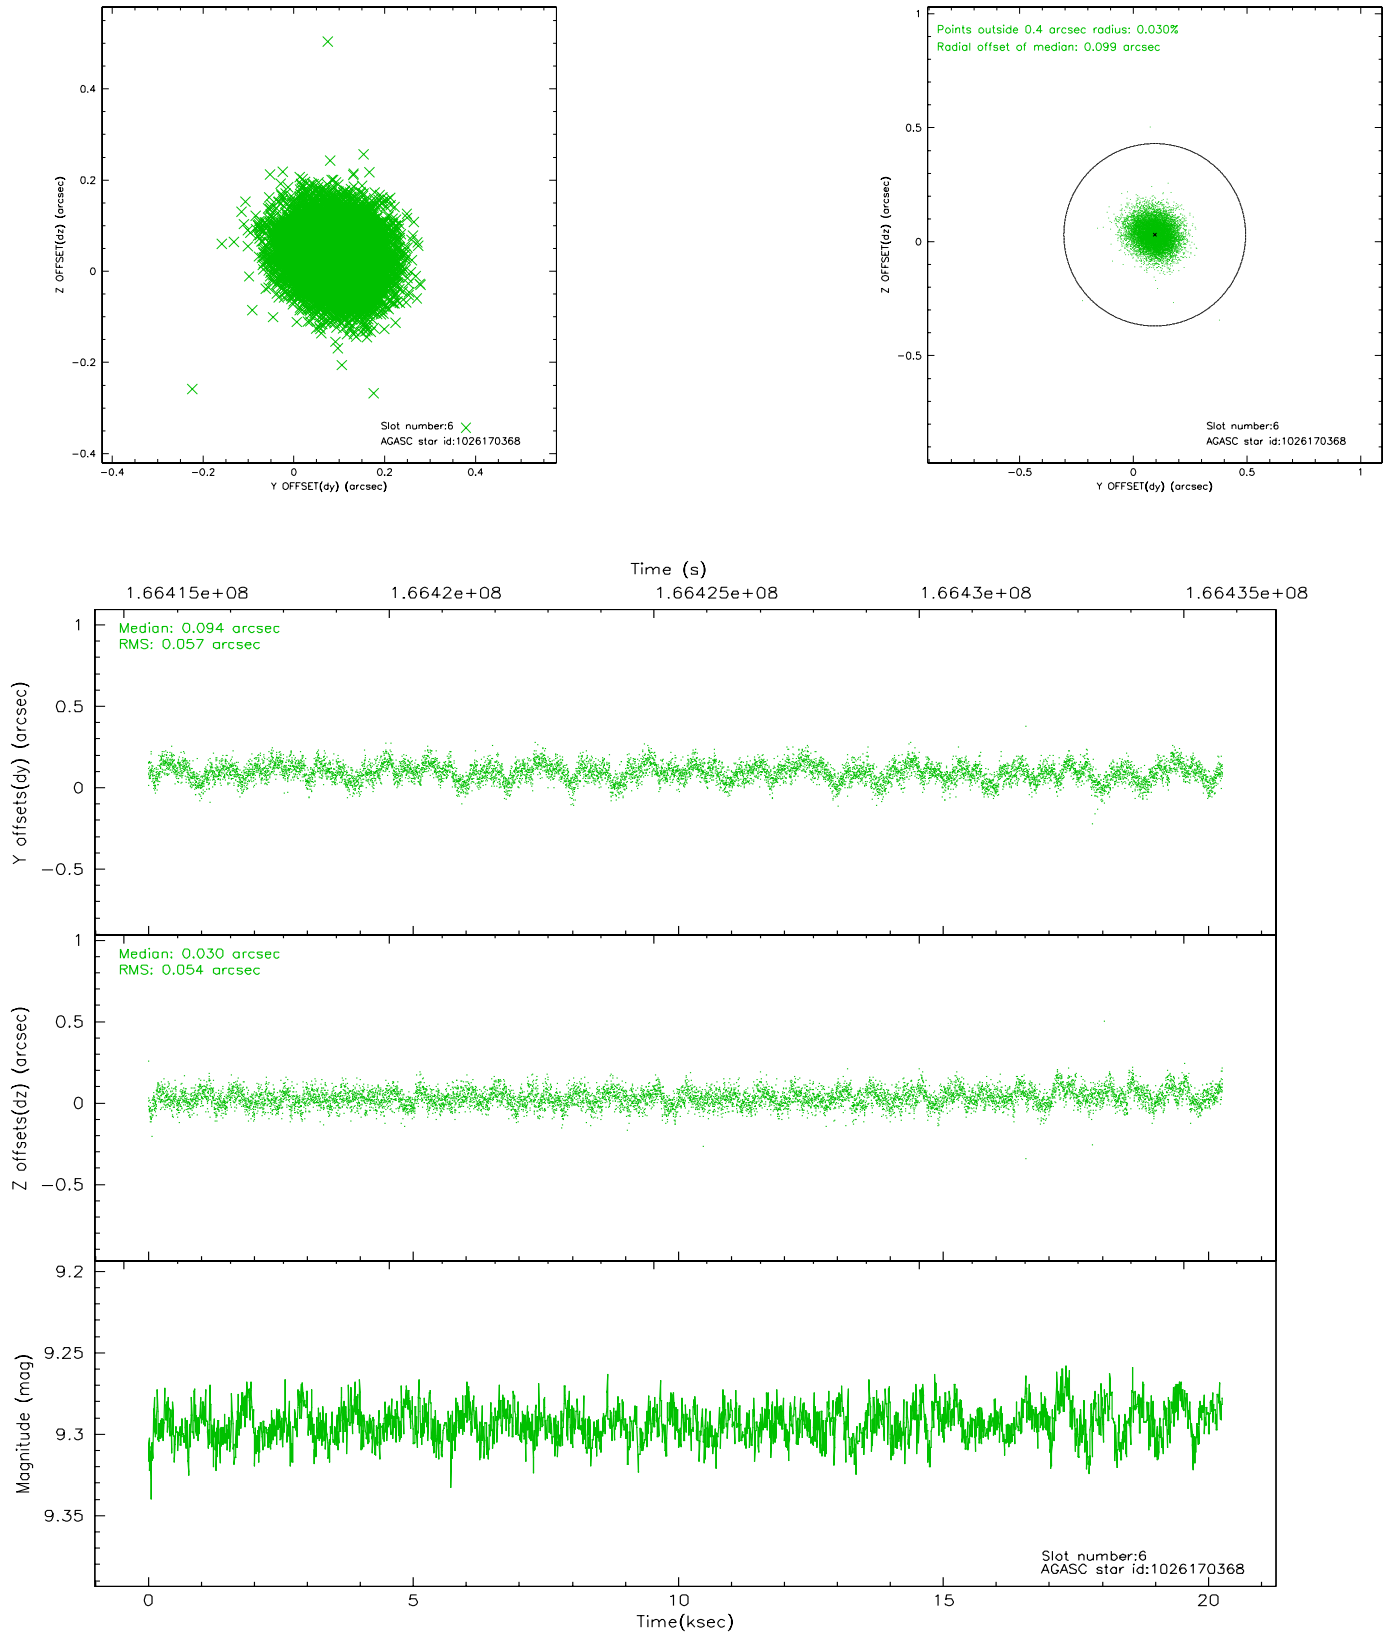 0.4
0.2
0
−0.2
−0.4
Z OFFSET(dz) (arcsec)
−0.4 −0.2 0 0.2 0.4
Y OFFSET(dy) (arcsec)
Slot number:6
AGASC star id:1026170368
Points outside 0.4 arcsec radius: 0.030%
Radial offset of median: 0.099 arcsec
1
0.5
0
−0.5
Z OFFSET(dz) (arcsec)
−0.5 0 0.5 1
Y OFFSET(dy) (arcsec)
Slot number:6
AGASC star id:1026170368
Time (s)
1.66415e+08 1.6642e+08 1.66425e+08 1.6643e+08 1.66435e+08
Median: 0.094 arcsec
RMS: 0.057 arcsec
1
0.5
0
−0.5
Y offsets(dy) (arcsec)
Median: 0.030 arcsec
RMS: 0.054 arcsec
1
0.5
0
−0.5
Z offsets(dz) (arcsec)
9.2
9.25
9.3
9.35
Magnitude (mag)
Slot number:6
AGASC star id:1026170368
0 5 10 15 20
Time(ksec)